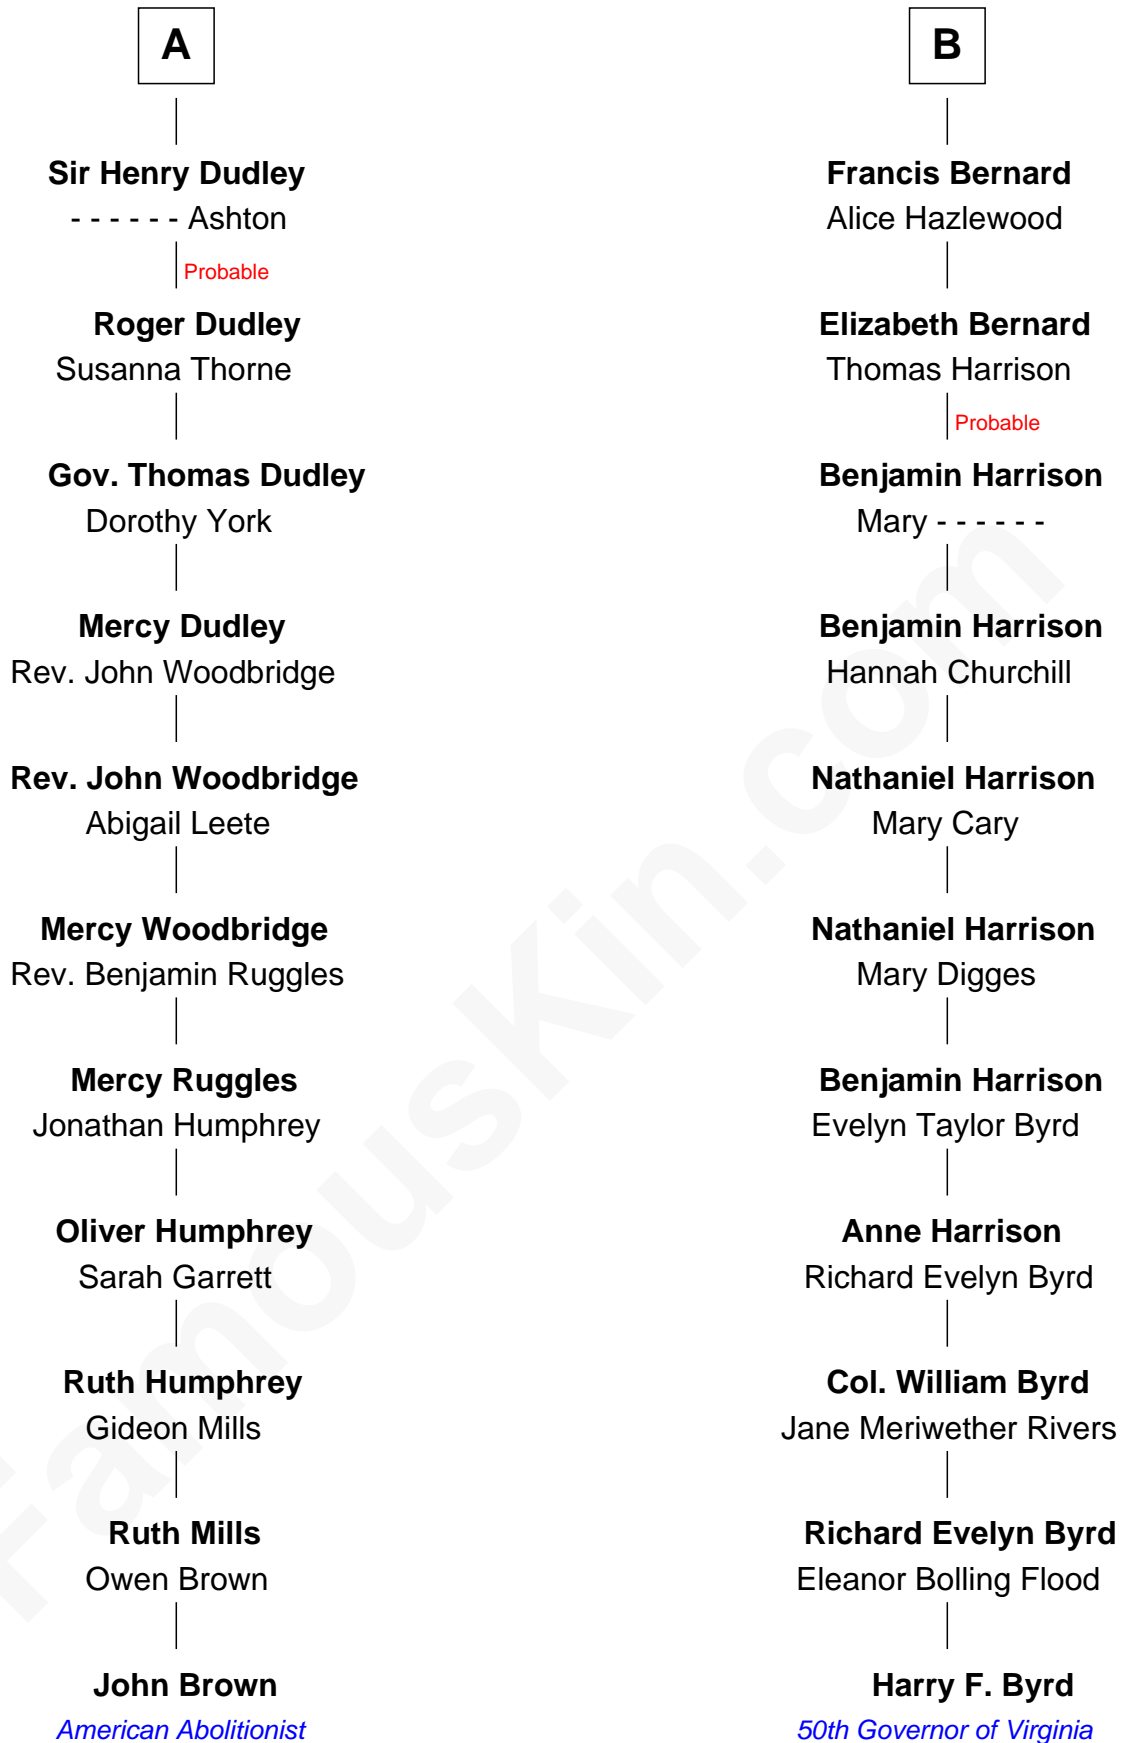 A
Sir Henry Dudley
- - - - - - Ashton
Probable
Roger Dudley
Susanna Thorne
Gov. Thomas Dudley
Dorothy York
Mercy Dudley
Rev. John Woodbridge
Rev. John Woodbridge
Abigail Leete
Mercy Woodbridge
Rev. Benjamin Ruggles
Mercy Ruggles
Jonathan Humphrey
Oliver Humphrey
Sarah Garrett
Ruth Humphrey
Gideon Mills
Ruth Mills
Owen Brown
John Brown
American Abolitionist
B
Francis Bernard
Alice Hazlewood
Elizabeth Bernard
Thomas Harrison
Probable
Benjamin Harrison
Mary - - - - - -
Benjamin Harrison
Hannah Churchill
Nathaniel Harrison
Mary Cary
Nathaniel Harrison
Mary Digges
Benjamin Harrison
Evelyn Taylor Byrd
Anne Harrison
Richard Evelyn Byrd
Col. William Byrd
Jane Meriwether Rivers
Richard Evelyn Byrd
Eleanor Bolling Flood
Harry F. Byrd
50th Governor of Virginia
FamousKin.com